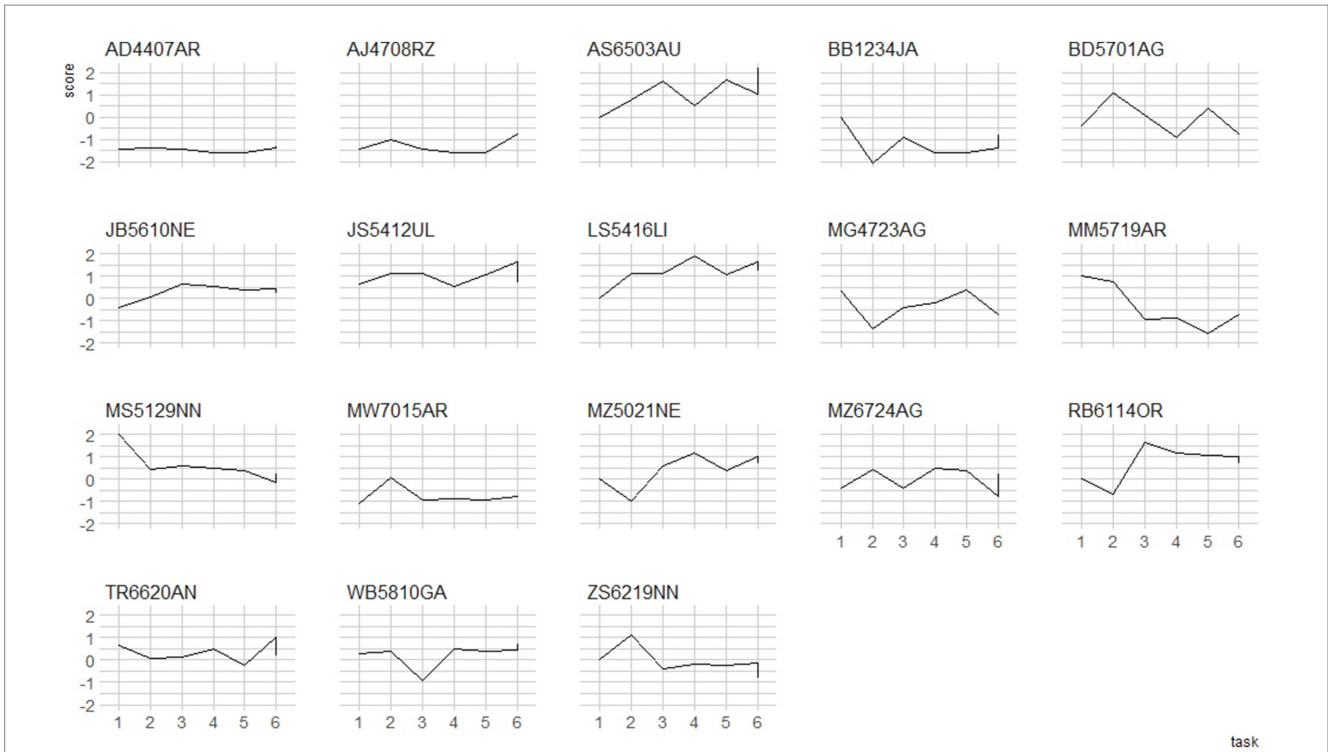 AD4407AR AJ4708RZ AS6503AU BB1234JA BD5701AG
score
2
1
0
-1
-2
JB5610NE JS5412UL LS5416LI MG4723AG MM5719AR
2
1
0
-1
-2
MS5129NN MW7015AR MZ5021NE MZ6724AG RB6114OR
2
1
0
-1
-2
1 2 3 4 5 6 1 2 3 4 5 6
TR6620AN WB5810GA ZS6219NN
2
1
0
-1
-2
1 2 3 4 5 6 1 2 3 4 5 6 1 2 3 4 5 6
task